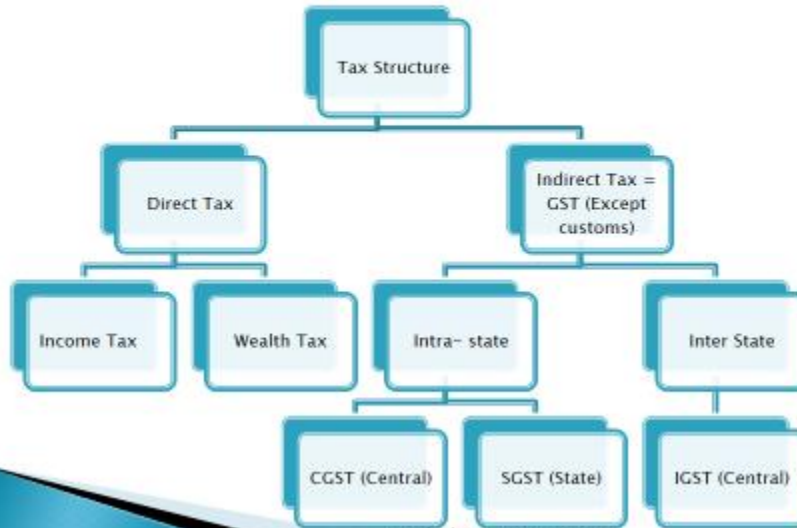 Tax Structure
Direct Tax
Indirect Tax =
GST (Except
customs)
Income Tax
Wealth Tax
Intra- state
Inter State
CGST (Central)
SGST (State)
IGST (Central)